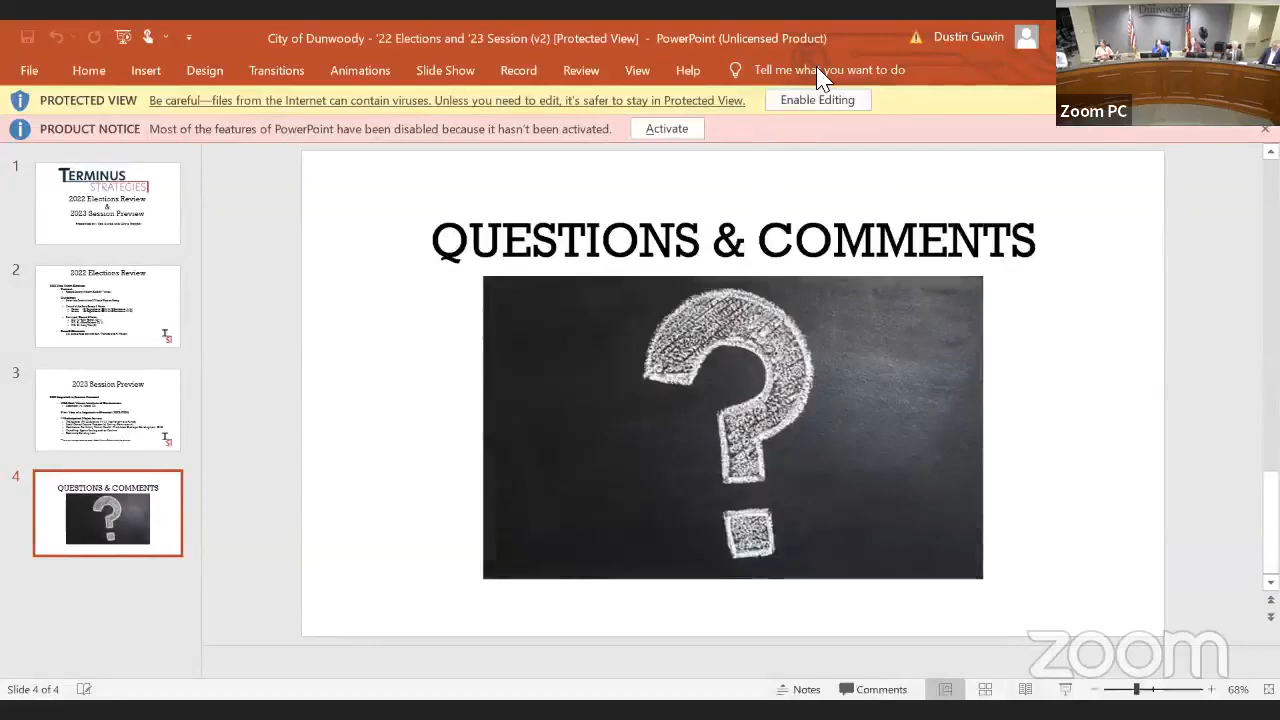 City of Dunwoody - '22 Elections and '23 Session (v2) [Protected View] - PowerPoint (Unlicensed Product)
Dustin Guwin
File Home Insert Design Transitions Animations Slide Show Record Review View Help Tell me what you want to do
PROTECTED VIEW Be careful—files from the Internet can contain viruses. Unless you need to edit, it's safer to stay in Protected View. Enable Editing
Dunwoody
Zoom PC
PRODUCT NOTICE Most of the features of PowerPoint have been disabled because it hasn't been activated. Activate
1
TERMINUS
STRATEGIES
2022 Elections Review
&
2023 Session Preview
2
2022 Elections Review
3
2023 Session Preview
4
QUESTIONS & COMMENTS
QUESTIONS & COMMENTS
?
zoom
Slide 4 of 4
Notes Comments
68%